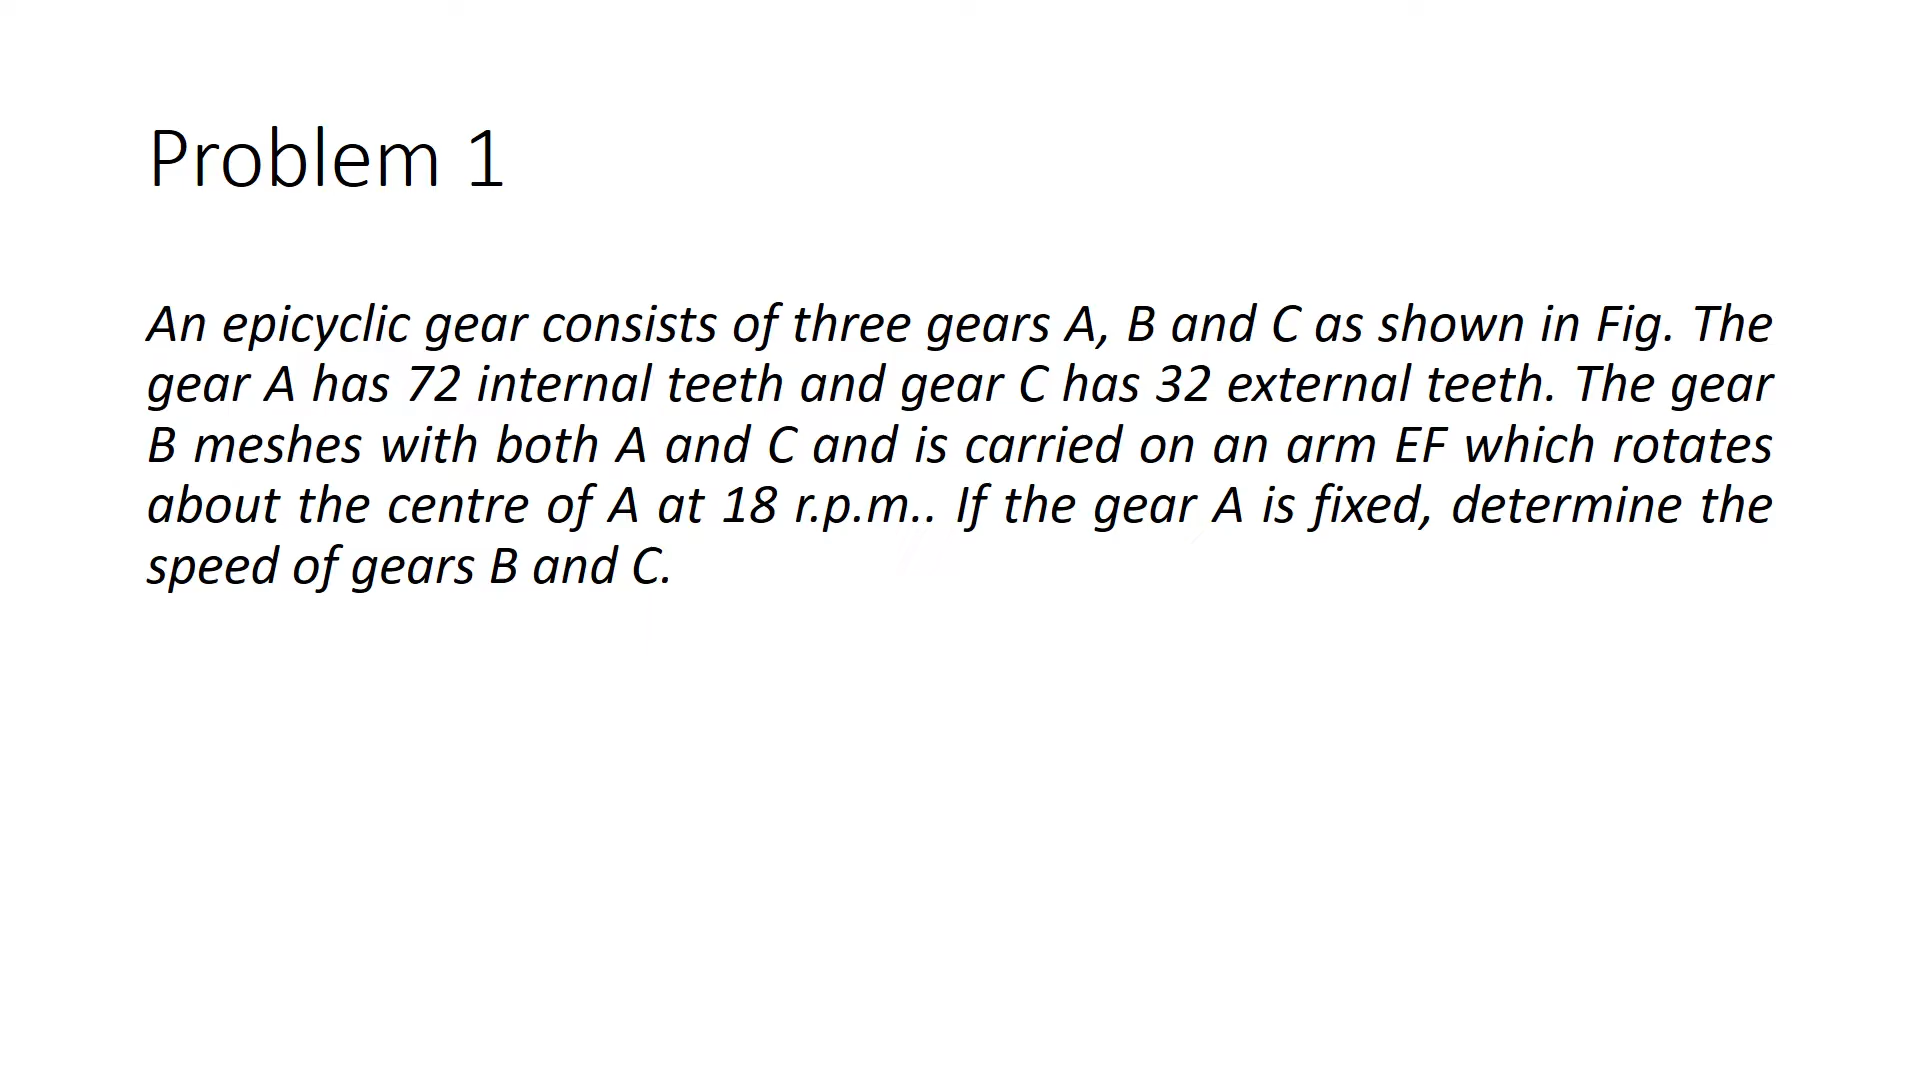 Problem 1
An epicyclic gear consists of three gears A, B and C as shown in Fig. The
gear A has 72 internal teeth and gear C has 32 external teeth. The gear
B meshes with both A and C and is carried on an arm EF which rotates
about the centre of A at 18 r.p.m.. If the gear A is fixed, determine the
speed of gears B and C.